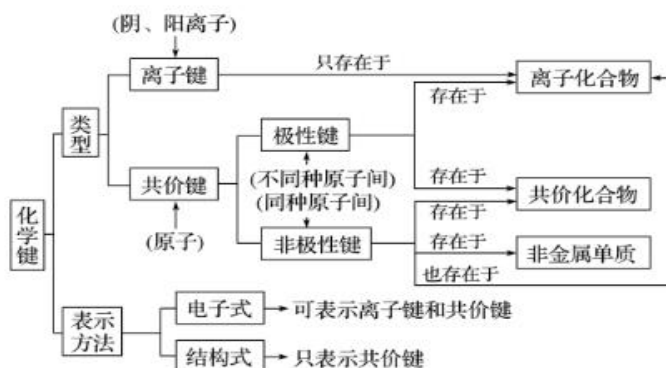 (阴、阳离子)
离子键
只存在于
离子化合物
类型
存在于
极性键
共价键
(不同种原子间)
(同种原子间)
存在于
共价化合物
存在于
化学键
(原子)
非极性键
存在于
非金属单质
也存在于
表示方法
电子式
可表示离子键和共价键
结构式
只表示共价键